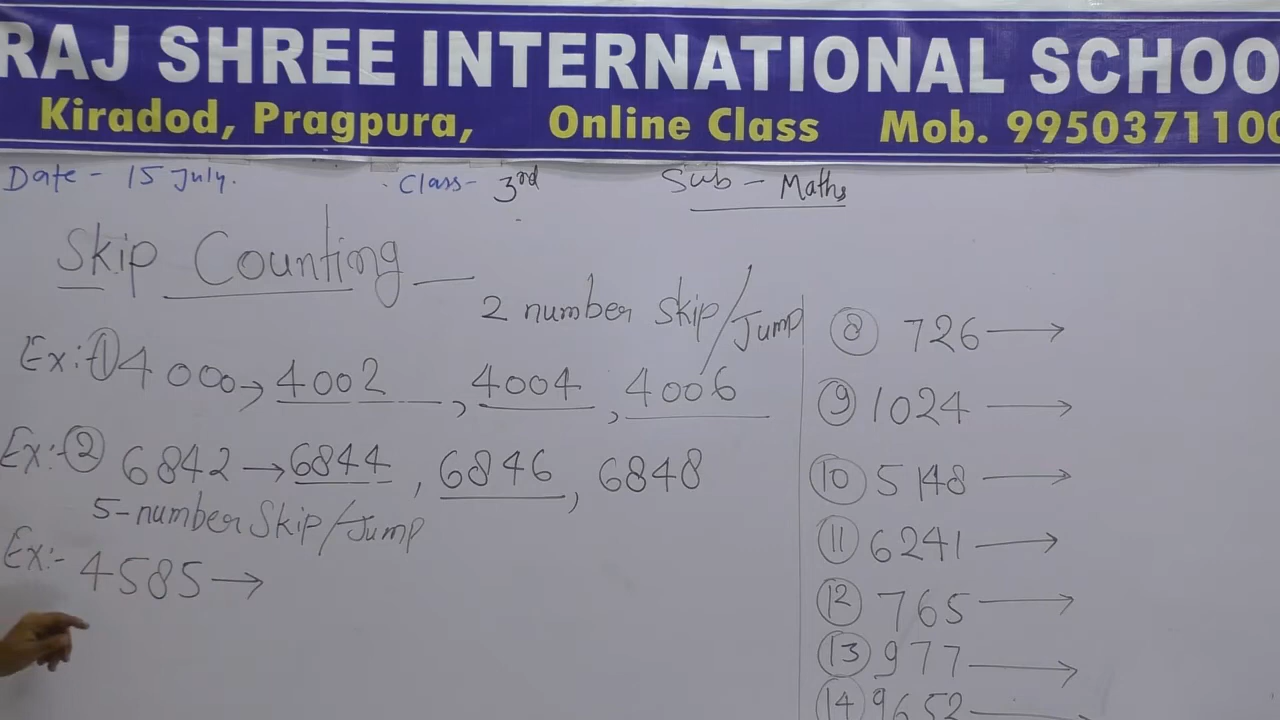 RAJ SHREE INTERNATIONAL SCHOO
Kiradod, Pragpura, Online Class Mob. 9950371100
Date - 15 July. Class - 3rd Sub - Maths
Skip Counting -
2 number Skip/Jump
Ex:- ① 4000→ 4002, 4004, 4006
Ex:- ② 6842 → 6844, 6846, 6848
5-number Skip/Jump
Ex:- 4585 →
⑧ 726 →
⑨ 1024 →
⑩ 5148 →
⑪ 6241 →
⑫ 765 →
⑬ 977 →
⑭ 9652 →